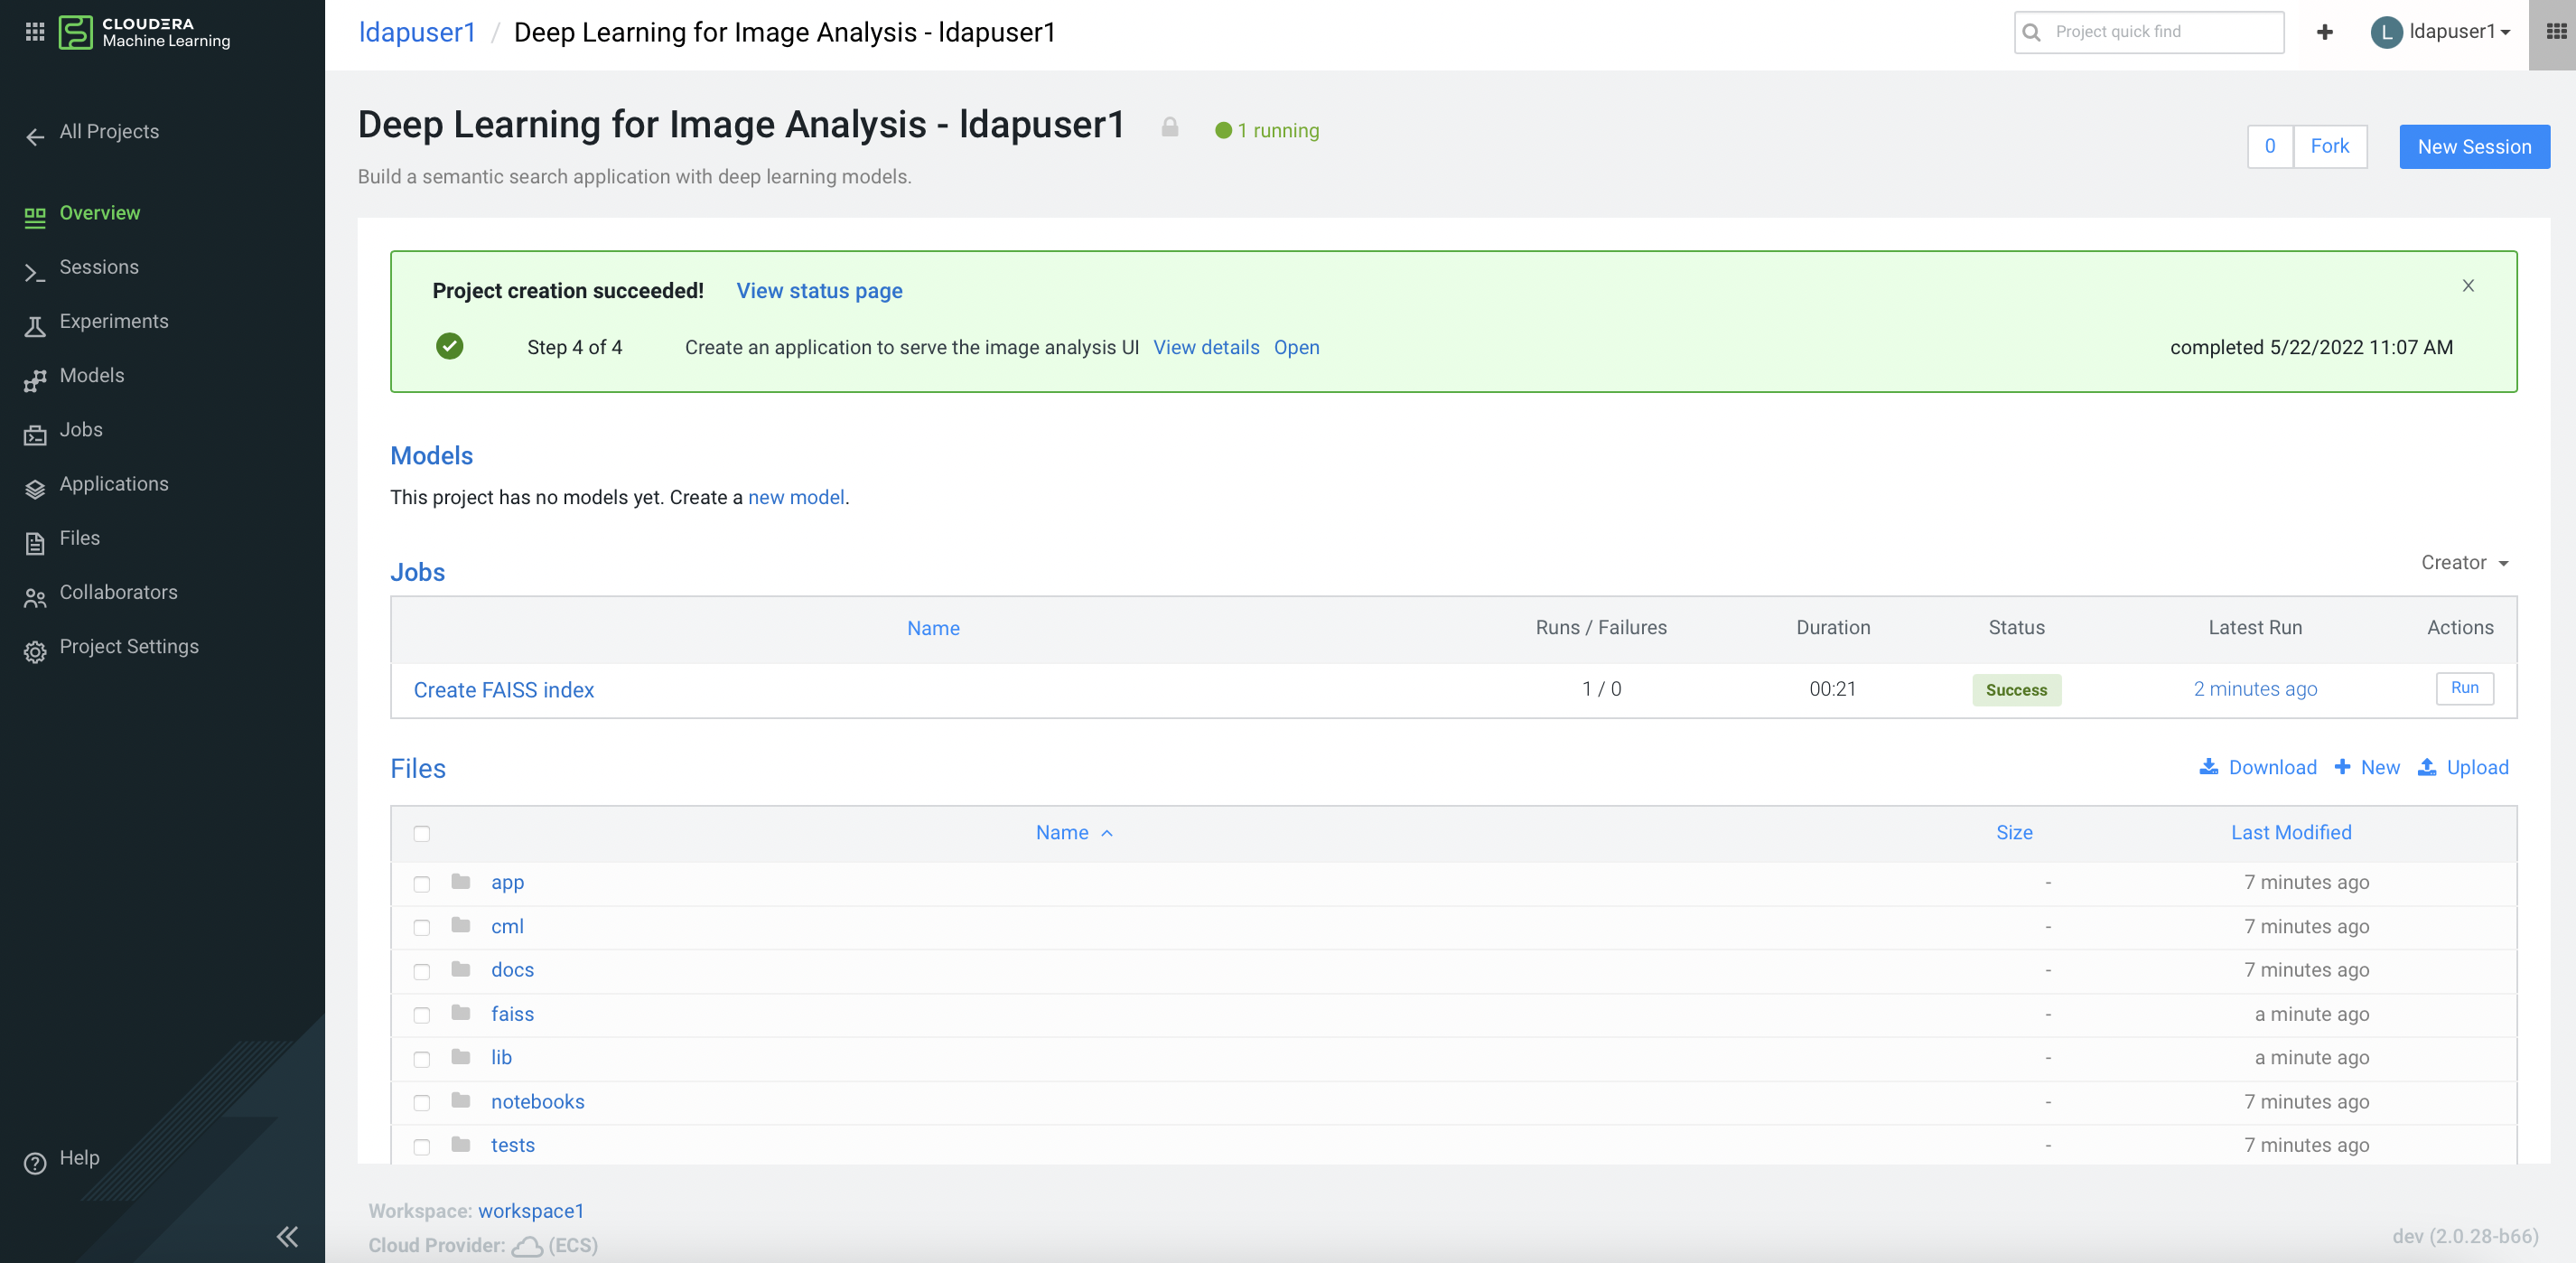 CLOUDERA
Machine Learning
ldapuser1 / Deep Learning for Image Analysis - ldapuser1
Project quick find
L ldapuser1
All Projects
Overview
Sessions
Experiments
Models
Jobs
Applications
Files
Collaborators
Project Settings
Help
Deep Learning for Image Analysis - ldapuser1 1 running
Build a semantic search application with deep learning models.
0 Fork New Session
Project creation succeeded! View status page X
Step 4 of 4 Create an application to serve the image analysis UI View details Open completed 5/22/2022 11:07 AM
Models
This project has no models yet. Create a new model.
Jobs Creator
Name Runs / Failures Duration Status Latest Run Actions
Create FAISS index 1 / 0 00:21 Success 2 minutes ago Run
Files Download New Upload
Name Size Last Modified
app - 7 minutes ago
cml - 7 minutes ago
docs - 7 minutes ago
faiss - a minute ago
lib - a minute ago
notebooks - 7 minutes ago
tests - 7 minutes ago
Workspace: workspace1
Cloud Provider: (ECS)
dev (2.0.28-b66)